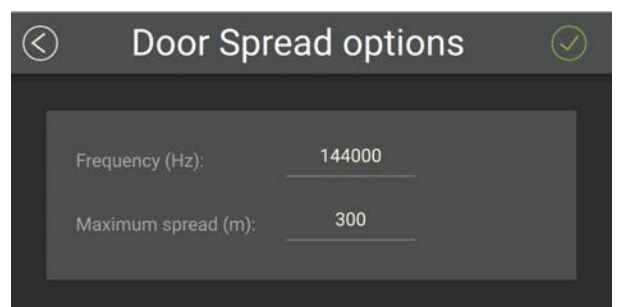 Door Spread options
Frequency (Hz): 144000
Maximum spread (m): 300